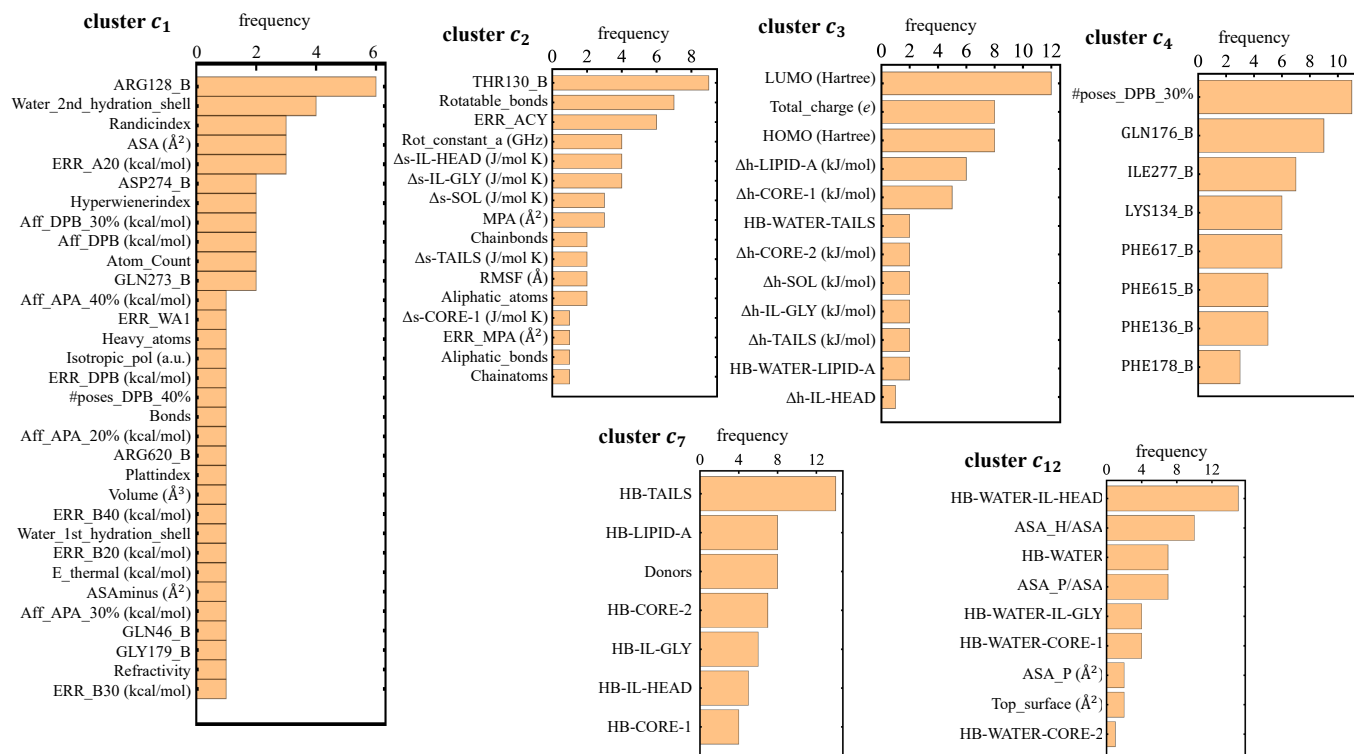 cluster c₁
frequency
0 2 4 6
ARG128_B
Water_2nd_hydration_shell
Randicindex
ASA (Å²)
ERR_A20 (kcal/mol)
ASP274_B
Hyperwienerindex
Aff_DPB_30% (kcal/mol)
Aff_DPB (kcal/mol)
Atom_Count
GLN273_B
Aff_APA_40% (kcal/mol)
ERR_WA1
Heavy_atoms
Isotropic_pol (a.u.)
ERR_DPB (kcal/mol)
#poses_DPB_40%
Bonds
Aff_APA_20% (kcal/mol)
ARG620_B
Plattindex
Volume (Å³)
ERR_B40 (kcal/mol)
Water_1st_hydration_shell
ERR_B20 (kcal/mol)
E_thermal (kcal/mol)
ASAminus (Å²)
Aff_APA_30% (kcal/mol)
GLN46_B
GLY179_B
Refractivity
ERR_B30 (kcal/mol)
cluster c₂
frequency
0 2 4 6 8
THR130_B
Rotatable_bonds
ERR_ACY
Rot_constant_a (GHz)
Δs-IL-HEAD (J/mol K)
Δs-IL-GLY (J/mol K)
Δs-SOL (J/mol K)
MPA (Å²)
Chainbonds
Δs-TAILS (J/mol K)
RMSF (Å)
Aliphatic_atoms
Δs-CORE-1 (J/mol K)
ERR_MPA (Å²)
Aliphatic_bonds
Chainatoms
cluster c₃
frequency
0 2 4 6 8 10 12
LUMO (Hartree)
Total_charge (e)
HOMO (Hartree)
Δh-LIPID-A (kJ/mol)
Δh-CORE-1 (kJ/mol)
HB-WATER-TAILS
Δh-CORE-2 (kJ/mol)
Δh-SOL (kJ/mol)
Δh-IL-GLY (kJ/mol)
Δh-TAILS (kJ/mol)
HB-WATER-LIPID-A
Δh-IL-HEAD
cluster c₄
frequency
0 2 4 6 8 10
#poses_DPB_30%
GLN176_B
ILE277_B
LYS134_B
PHE617_B
PHE615_B
PHE136_B
PHE178_B
cluster c₇
frequency
0 4 8 12
HB-TAILS
HB-LIPID-A
Donors
HB-CORE-2
HB-IL-GLY
HB-IL-HEAD
HB-CORE-1
cluster c₁₂
frequency
0 4 8 12
HB-WATER-IL-HEAD
ASA_H/ASA
HB-WATER
ASA_P/ASA
HB-WATER-IL-GLY
HB-WATER-CORE-1
ASA_P (Å²)
Top_surface (Å²)
HB-WATER-CORE-2